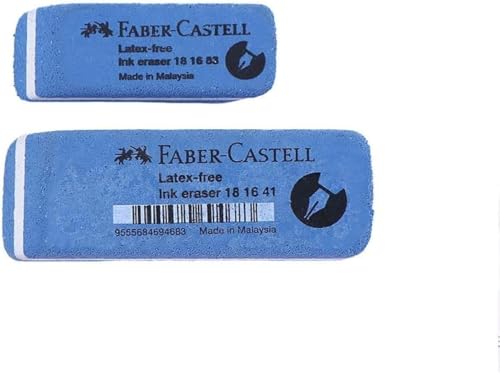 FABER-CASTELL
Latex-free
Ink eraser 18 16 83
Made in Malaysia
FABER-CASTELL
Latex-free
Ink eraser 18 16 41
9555684694683 Made in Malaysia